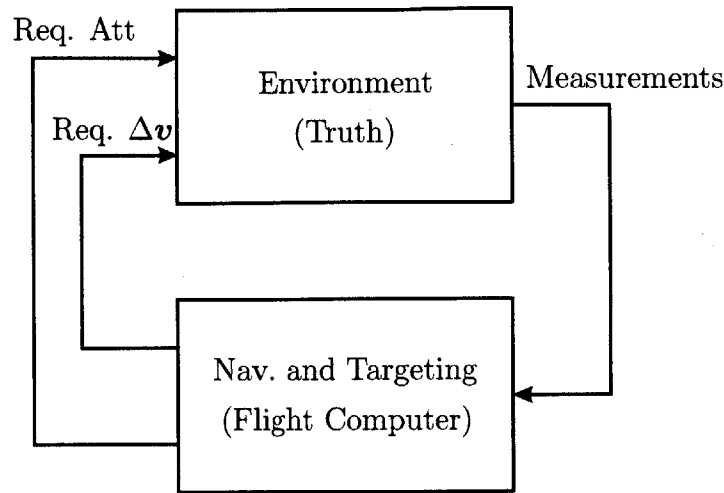 Req. Att
Environment
(Truth)
Measurements
Req. Δv
Nav. and Targeting
(Flight Computer)